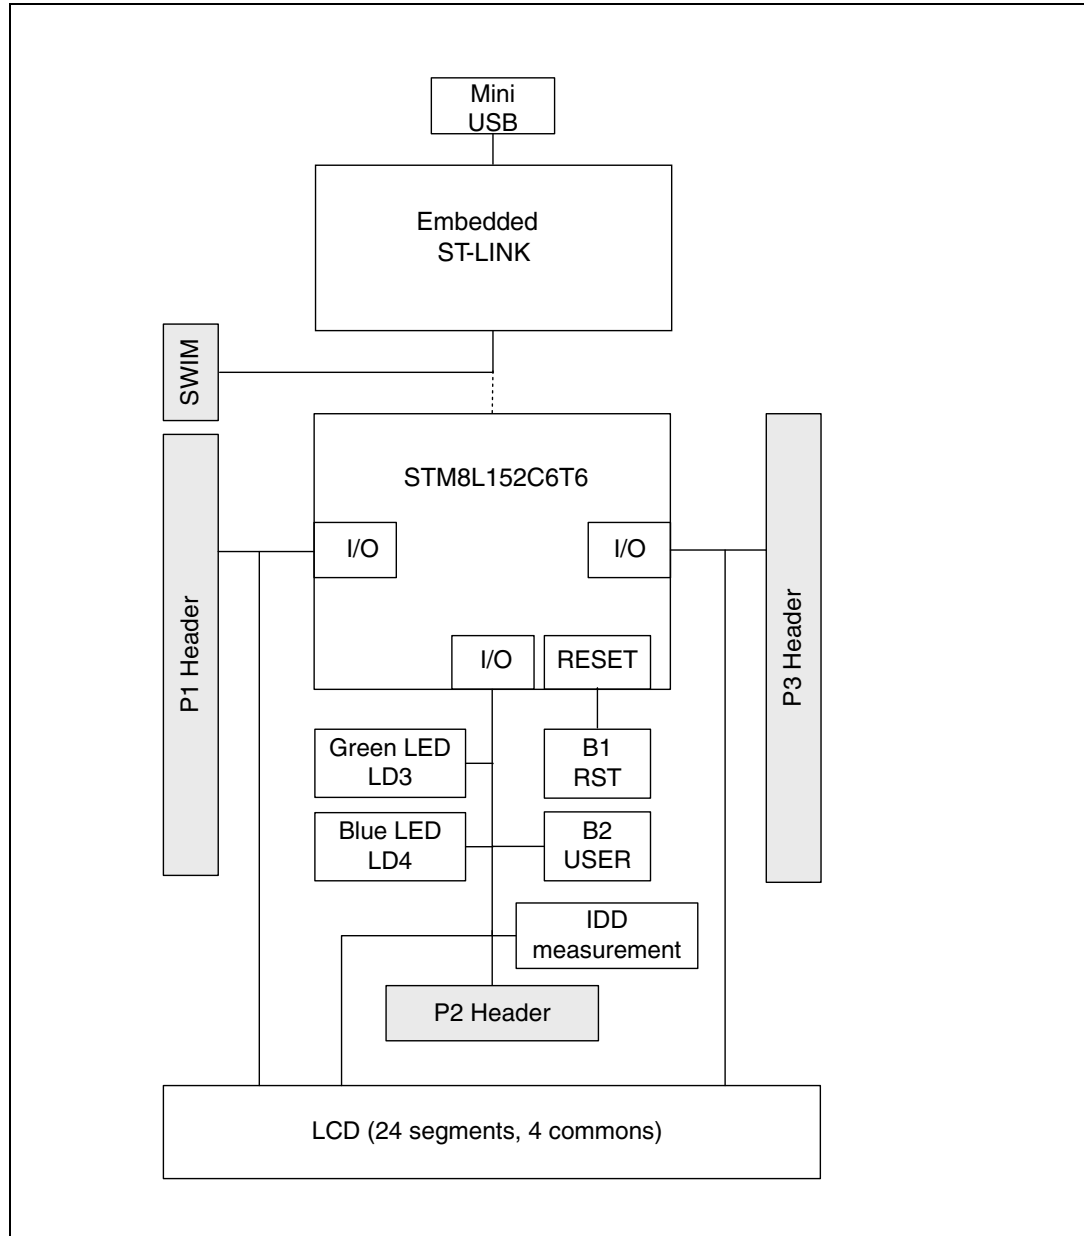 Mini
USB
Embedded
ST-LINK
SWIM
STM8L152C6T6
I/O
I/O
P1 Header
P3 Header
I/O
RESET
Green LED
LD3
B1
RST
Blue LED
LD4
B2
USER
IDD
measurement
P2 Header
LCD (24 segments, 4 commons)